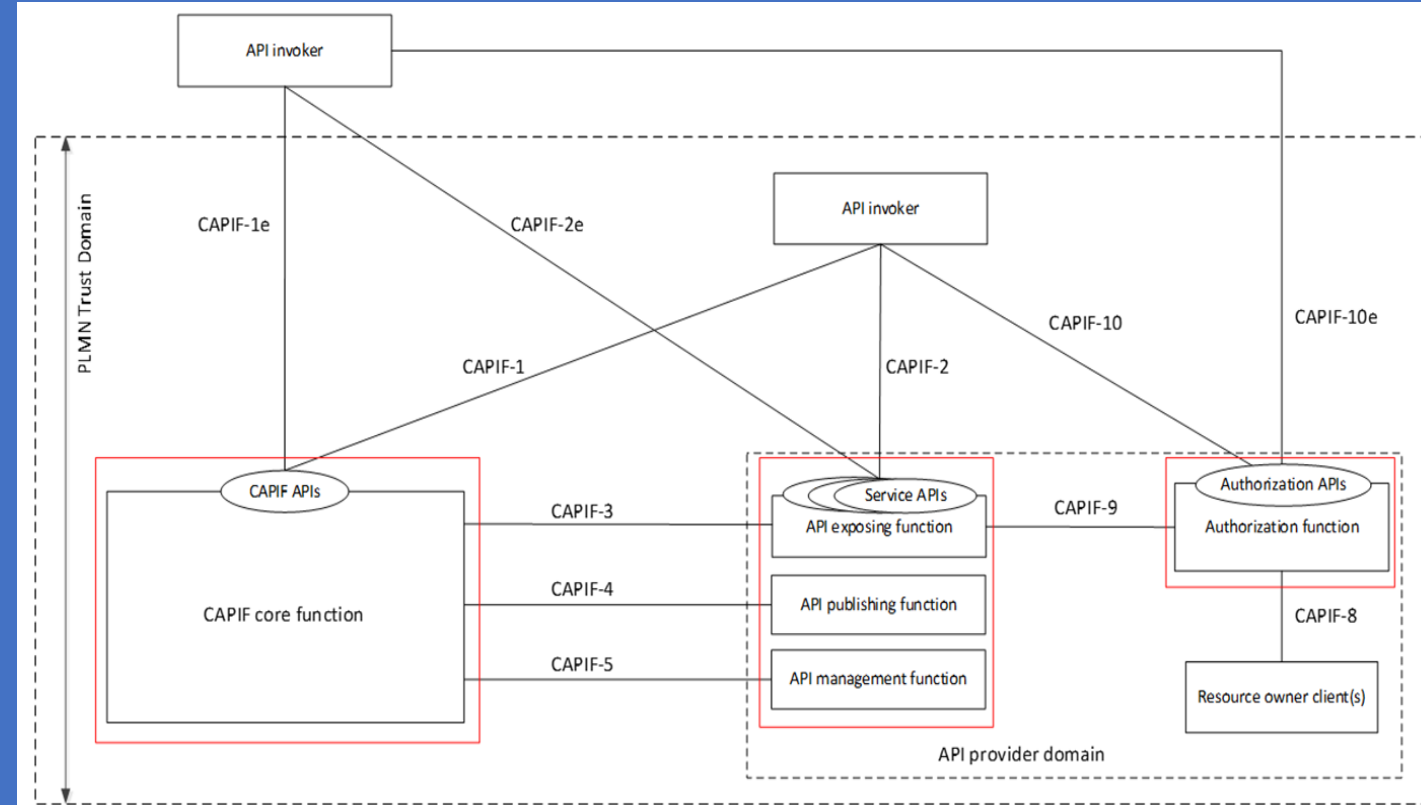 API invoker
PLMN Trust Domain
API invoker
CAPIF-1e
CAPIF-2e
CAPIF-10
CAPIF-10e
CAPIF-1
CAPIF-2
CAPIF APIs
Service APIs
Authorization APIs
CAPIF-3
API exposing function
CAPIF-9
Authorization function
CAPIF core function
CAPIF-4
API publishing function
CAPIF-8
CAPIF-5
API management function
Resource owner client(s)
API provider domain